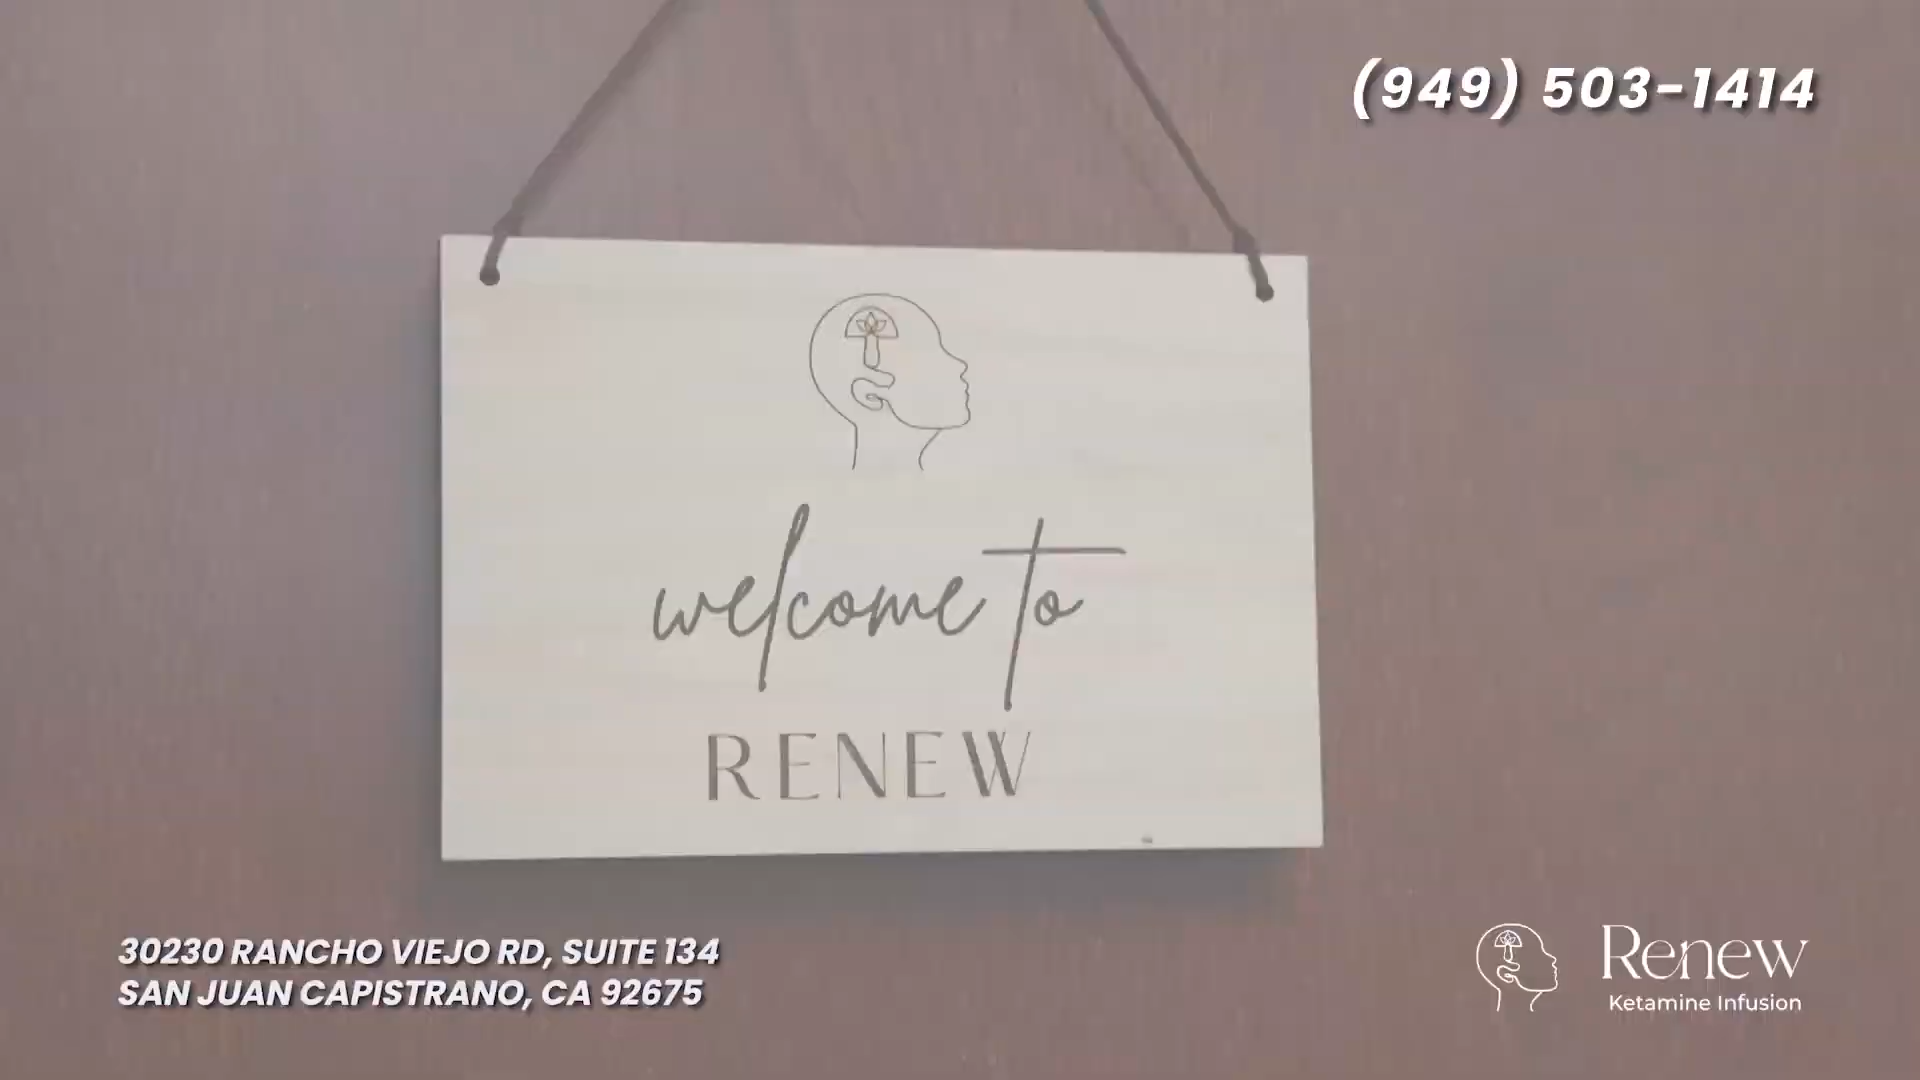 (949) 503-1414
welcome to
RENEW
30230 RANCHO VIEJO RD, SUITE 134
SAN JUAN CAPISTRANO, CA 92675
Renew
Ketamine Infusion